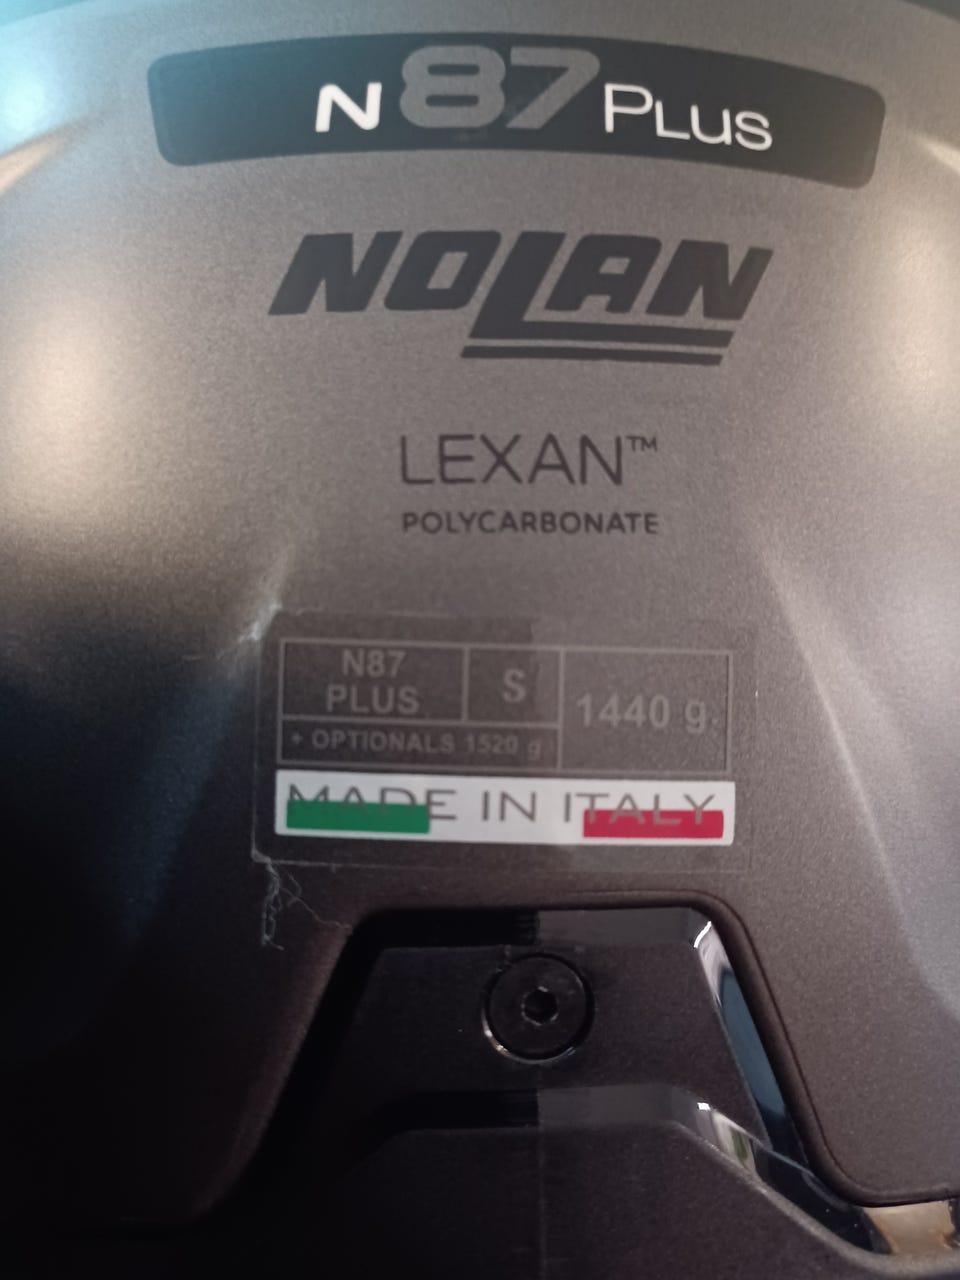 N87 PLUS
NOLAN
LEXAN™
POLYCARBONATE
N87
PLUS
S
1440 g.
+ OPTIONALS 1520 g
MADE IN ITALY